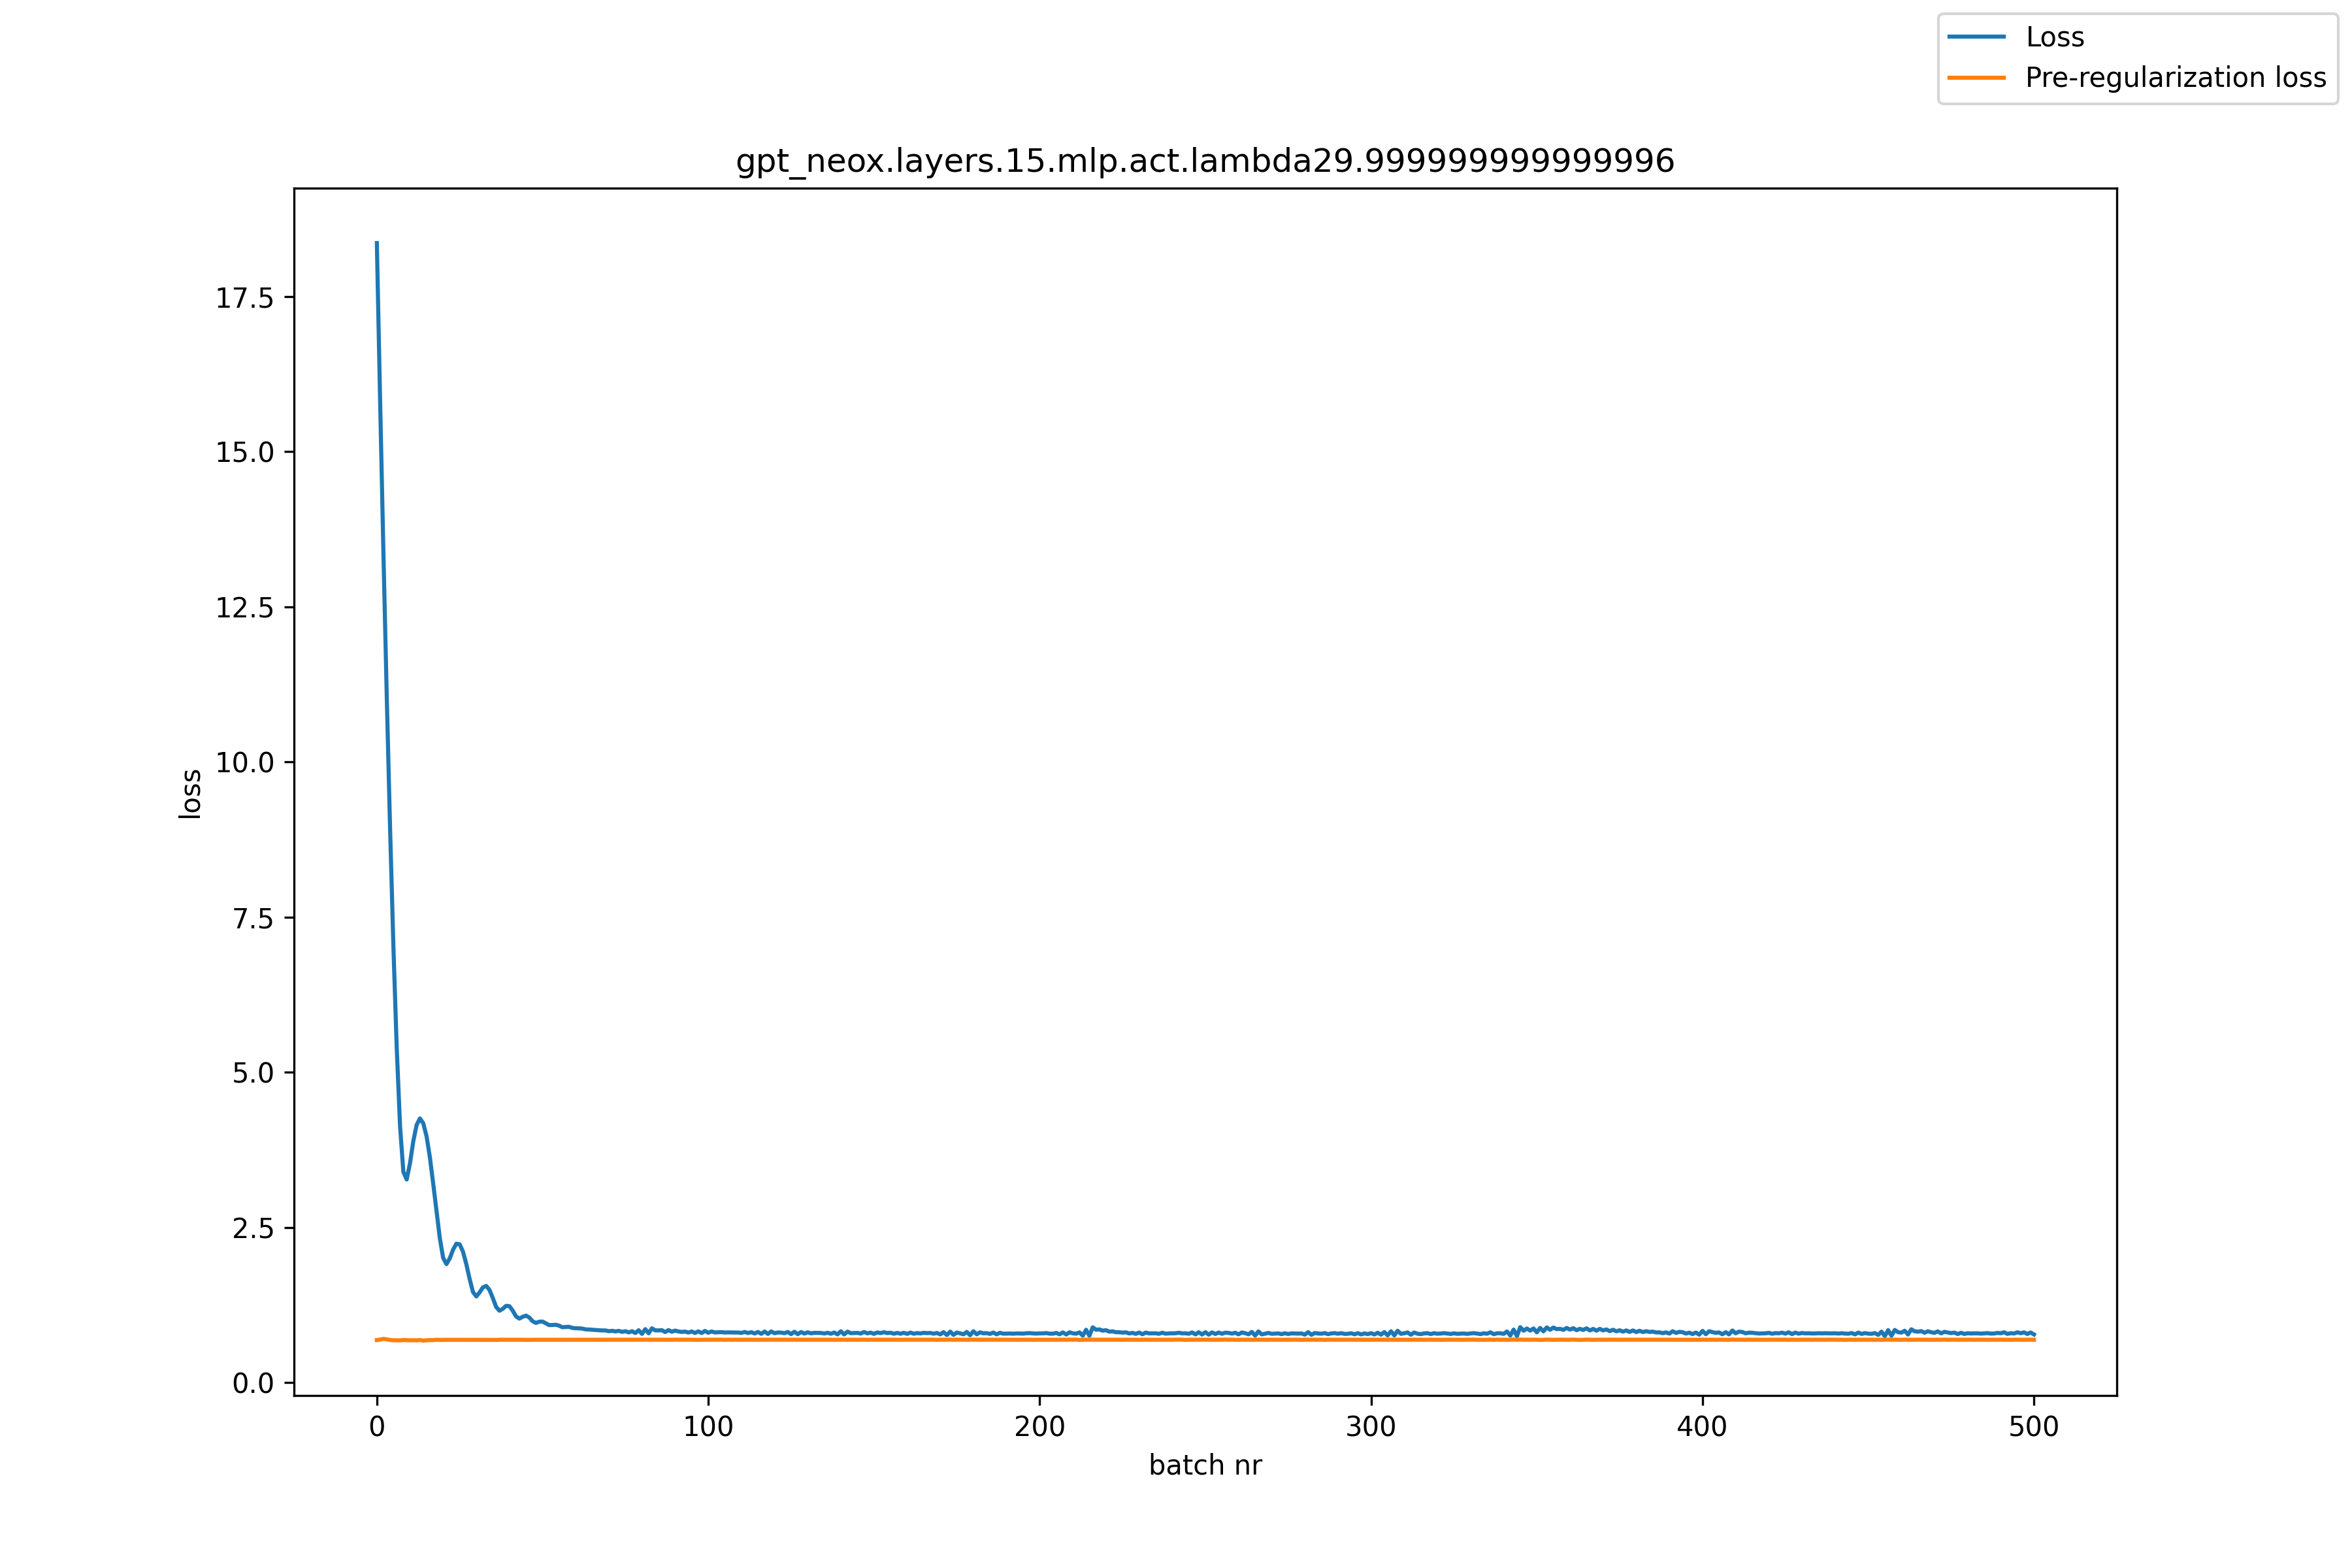 Loss
Pre-regularization loss
gpt_neox.layers.15.mlp.act.lambda29.999999999999996
17.5
15.0
12.5
10.0
7.5
5.0
2.5
0.0
loss
0 100 200 300 400 500
batch nr